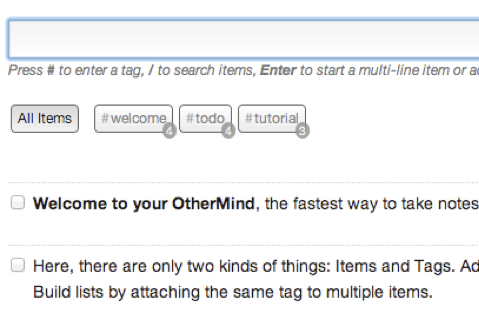 Press # to enter a tag, / to search items, Enter to start a multi-line item or
All Items #welcome 4 #todo 4 #tutorial 3
Welcome to your OtherMind, the fastest way to take notes
Here, there are only two kinds of things: Items and Tags. Ad
Build lists by attaching the same tag to multiple items.